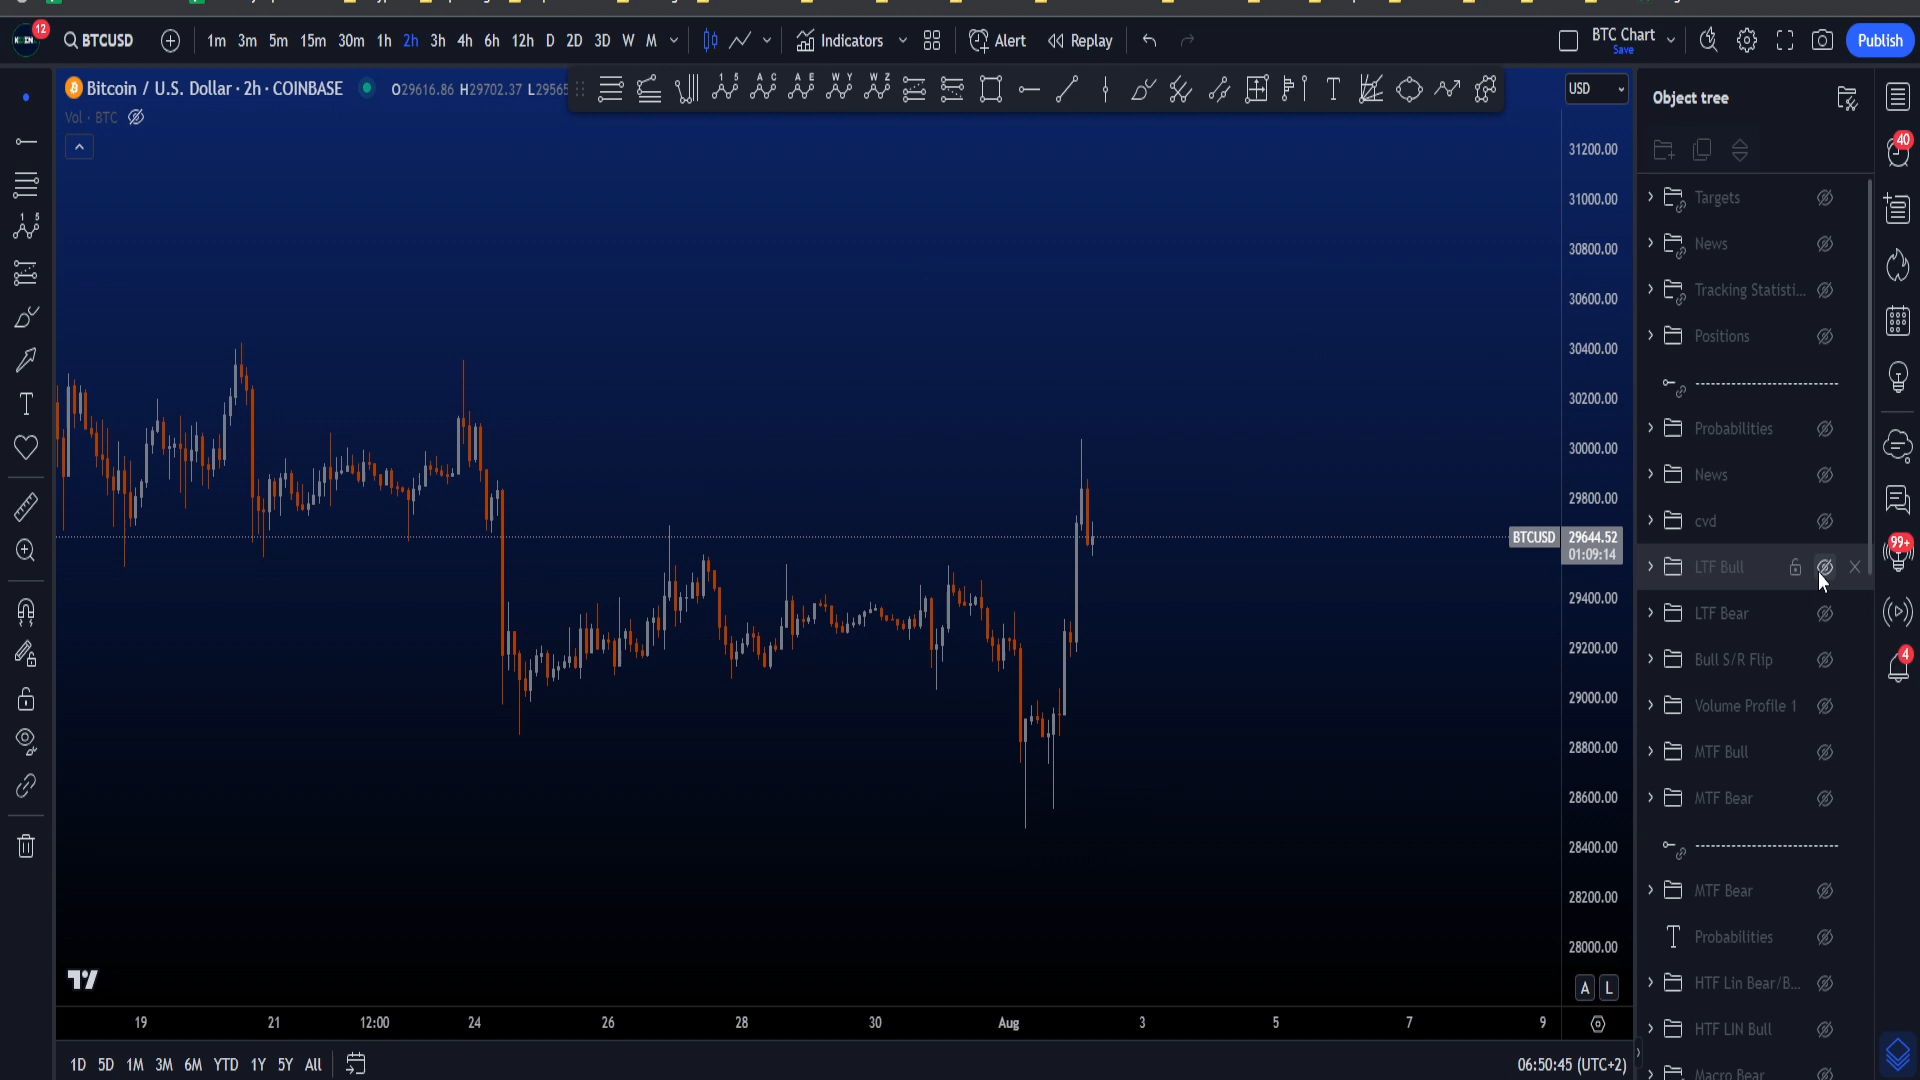 12
BTCUSD
1m 3m 5m 15m 30m 1h 2h 3h 4h 6h 12h D 2D 3D W M
Indicators
Alert
Replay
BTC Chart
Save
Publish
Bitcoin / U.S. Dollar · 2h · COINBASE
O29616.86 H29702.37 L29565
Vol · BTC
USD
Object tree
40
99+
4
31200.00
31000.00
30800.00
30600.00
30400.00
30200.00
30000.00
29800.00
BTCUSD 29644.52
01:09:14
29400.00
29200.00
29000.00
28800.00
28600.00
28400.00
28200.00
28000.00
A L
Targets
News
Tracking Statisti...
Positions
------------------------
Probabilities
News
cvd
LTF Bull
LTF Bear
Bull S/R Flip
Volume Profile 1
MTF Bull
MTF Bear
------------------------
MTF Bear
Probabilities
HTF Lin Bear/B...
HTF LIN Bull
Macro Bear
19 21 12:00 24 26 28 30 Aug 3 5 7 9
1D 5D 1M 3M 6M YTD 1Y 5Y All
06:50:45 (UTC+2)